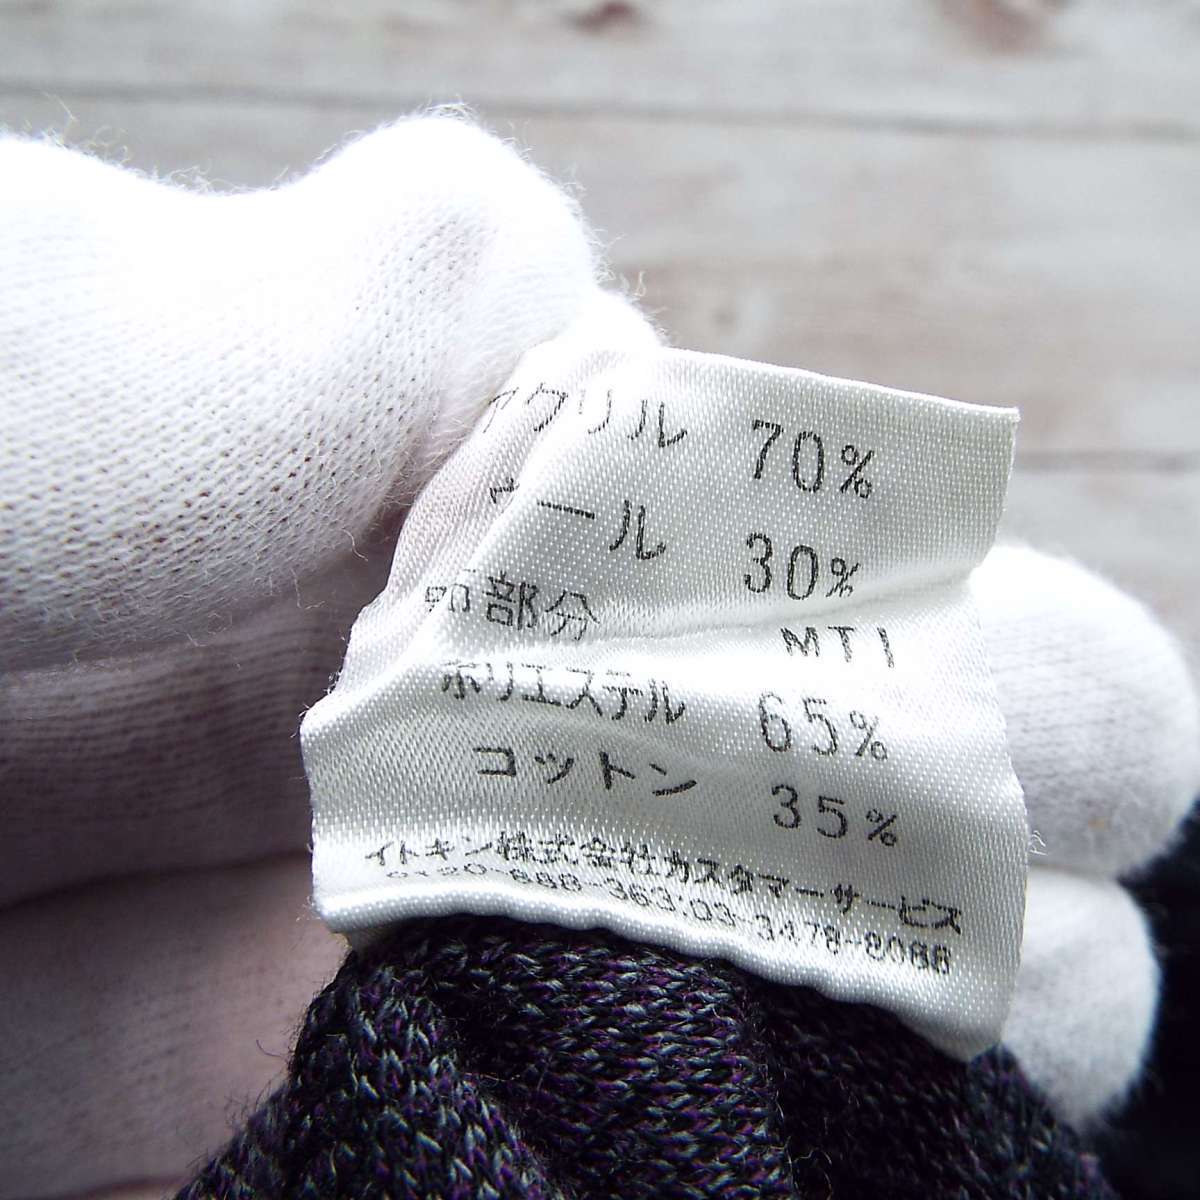 アクリル 70%
ウール 30%
部分 MTI
ポリエステル 65%
コットン 35%
イトキン株式会社カスタマーサービス
0120-888-363:03-3478-8088